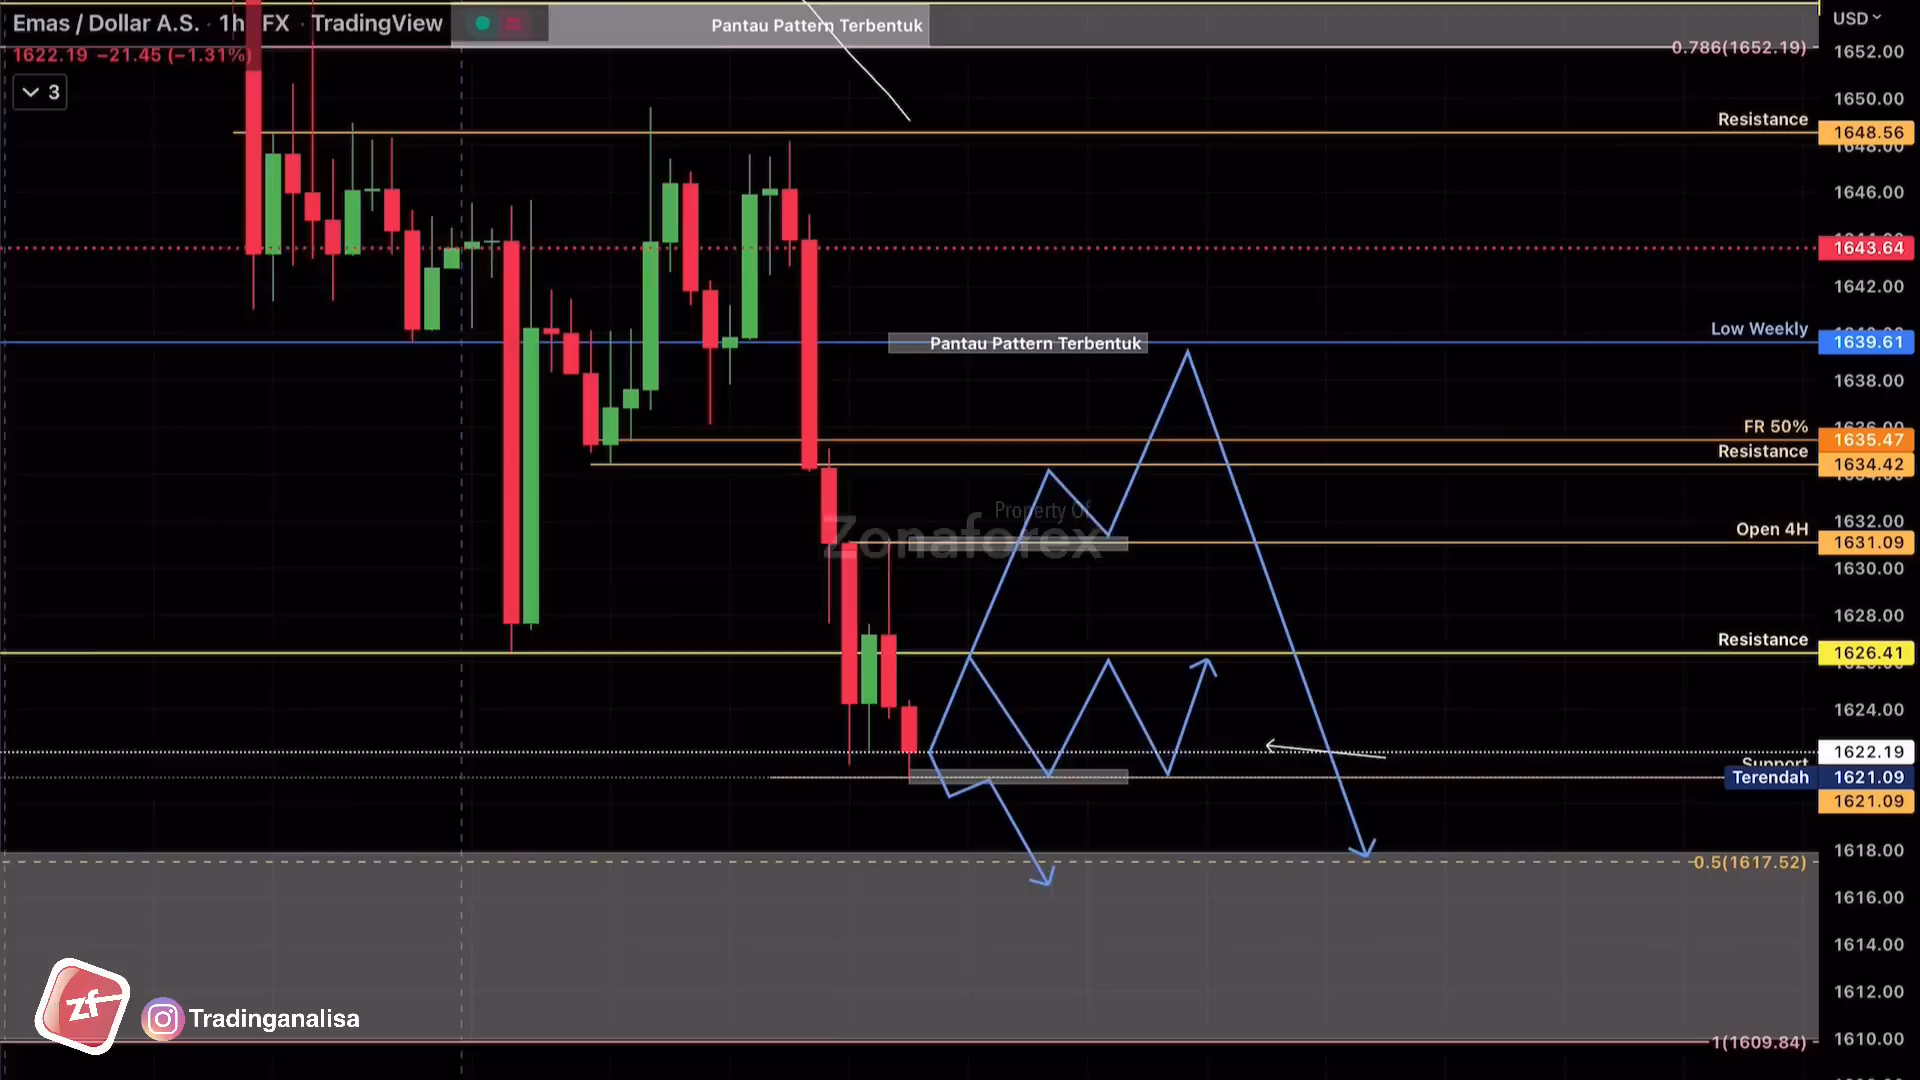 Emas / Dollar A.S. · 1h FX · TradingView
1622.19 −21.45 (−1.31%)
3
Pantau Pattern Terbentuk
USD
0.786(1652.19)
1652.00
1650.00
Resistance
1648.56
1648.00
1646.00
1643.64
1642.00
Low Weekly
Pantau Pattern Terbentuk
1639.61
1638.00
FR 50%
1635.47
Resistance
1634.42
Property Of
Zonaforex
1632.00
Open 4H
1631.09
1630.00
1628.00
Resistance
1626.41
1624.00
1622.19
Support
Terendah
1621.09
1621.09
1618.00
0.5(1617.52)
1616.00
1614.00
1612.00
zf
Tradinganalisa
1610.00
1(1609.84)